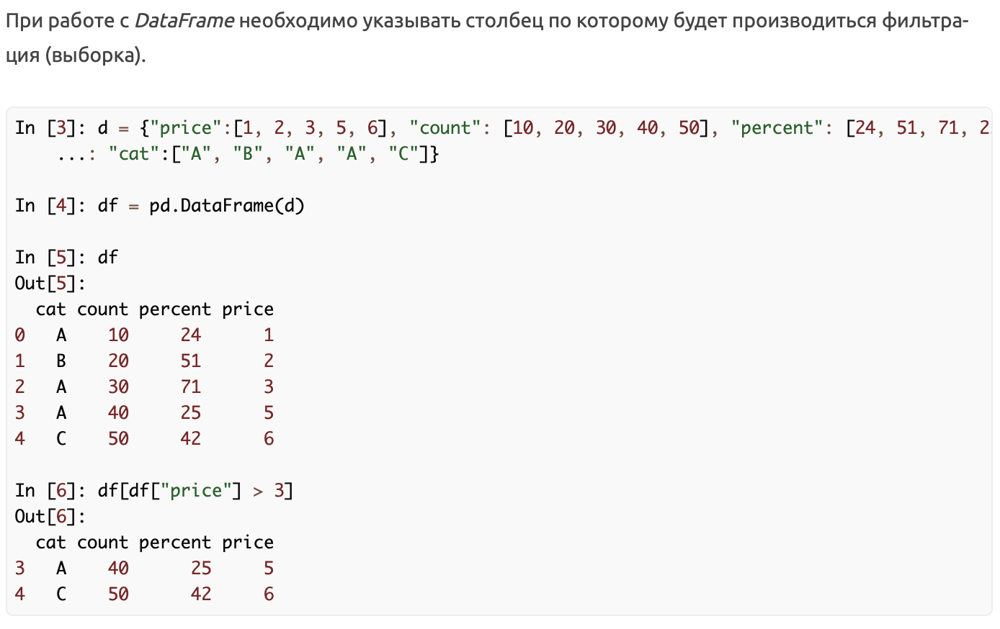 При работе с DataFrame необходимо указывать столбец по которому будет производиться фильтра-
ция (выборка).
In [3]: d = {"price":[1, 2, 3, 5, 6], "count": [10, 20, 30, 40, 50], "percent": [24, 51, 71,
...: "cat":["A", "B", "A", "A", "C"]}
In [4]: df = pd.DataFrame(d)
In [5]: df
Out[5]:
cat count percent price
0 A 10 24 1
1 B 20 51 2
2 A 30 71 3
3 A 40 25 5
4 C 50 42 6
In [6]: df[df["price"] > 3]
Out[6]:
cat count percent price
3 A 40 25 5
4 C 50 42 6